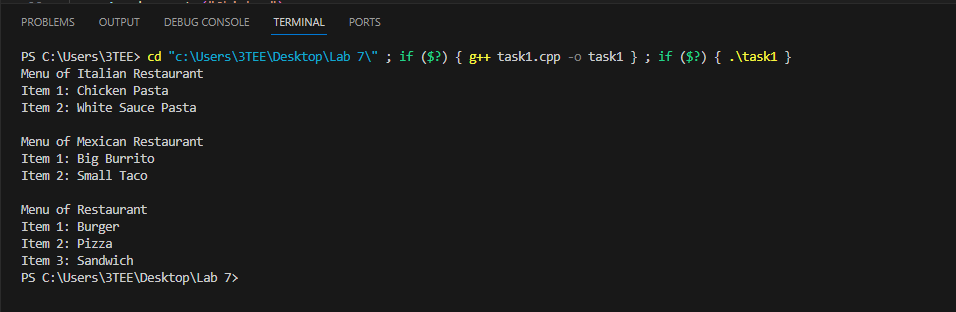 PROBLEMS OUTPUT DEBUG CONSOLE TERMINAL PORTS
PS C:\Users\3TEE> cd "c:\Users\3TEE\Desktop\Lab 7\" ; if ($?) { g++ task1.cpp -o task1 } ; if ($?) { .\task1 }
Menu of Italian Restaurant
Item 1: Chicken Pasta
Item 2: White Sauce Pasta
Menu of Mexican Restaurant
Item 1: Big Burrito
Item 2: Small Taco
Menu of Restaurant
Item 1: Burger
Item 2: Pizza
Item 3: Sandwich
PS C:\Users\3TEE\Desktop\Lab 7>